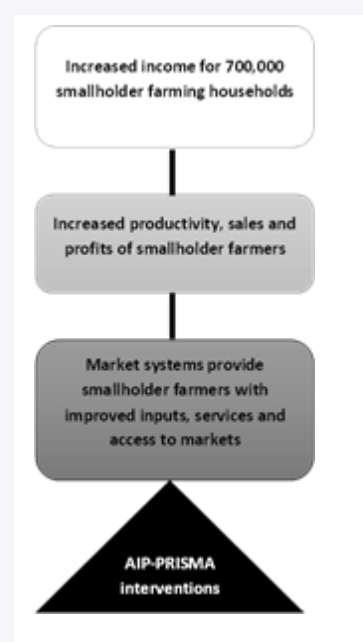 Increased income for 700,000
smallholder farming households
Increased productivity, sales and
profits of smallholder farmers
Market systems provide
smallholder farmers with
improved inputs, services and
access to markets
AIP-PRISMA
interventions